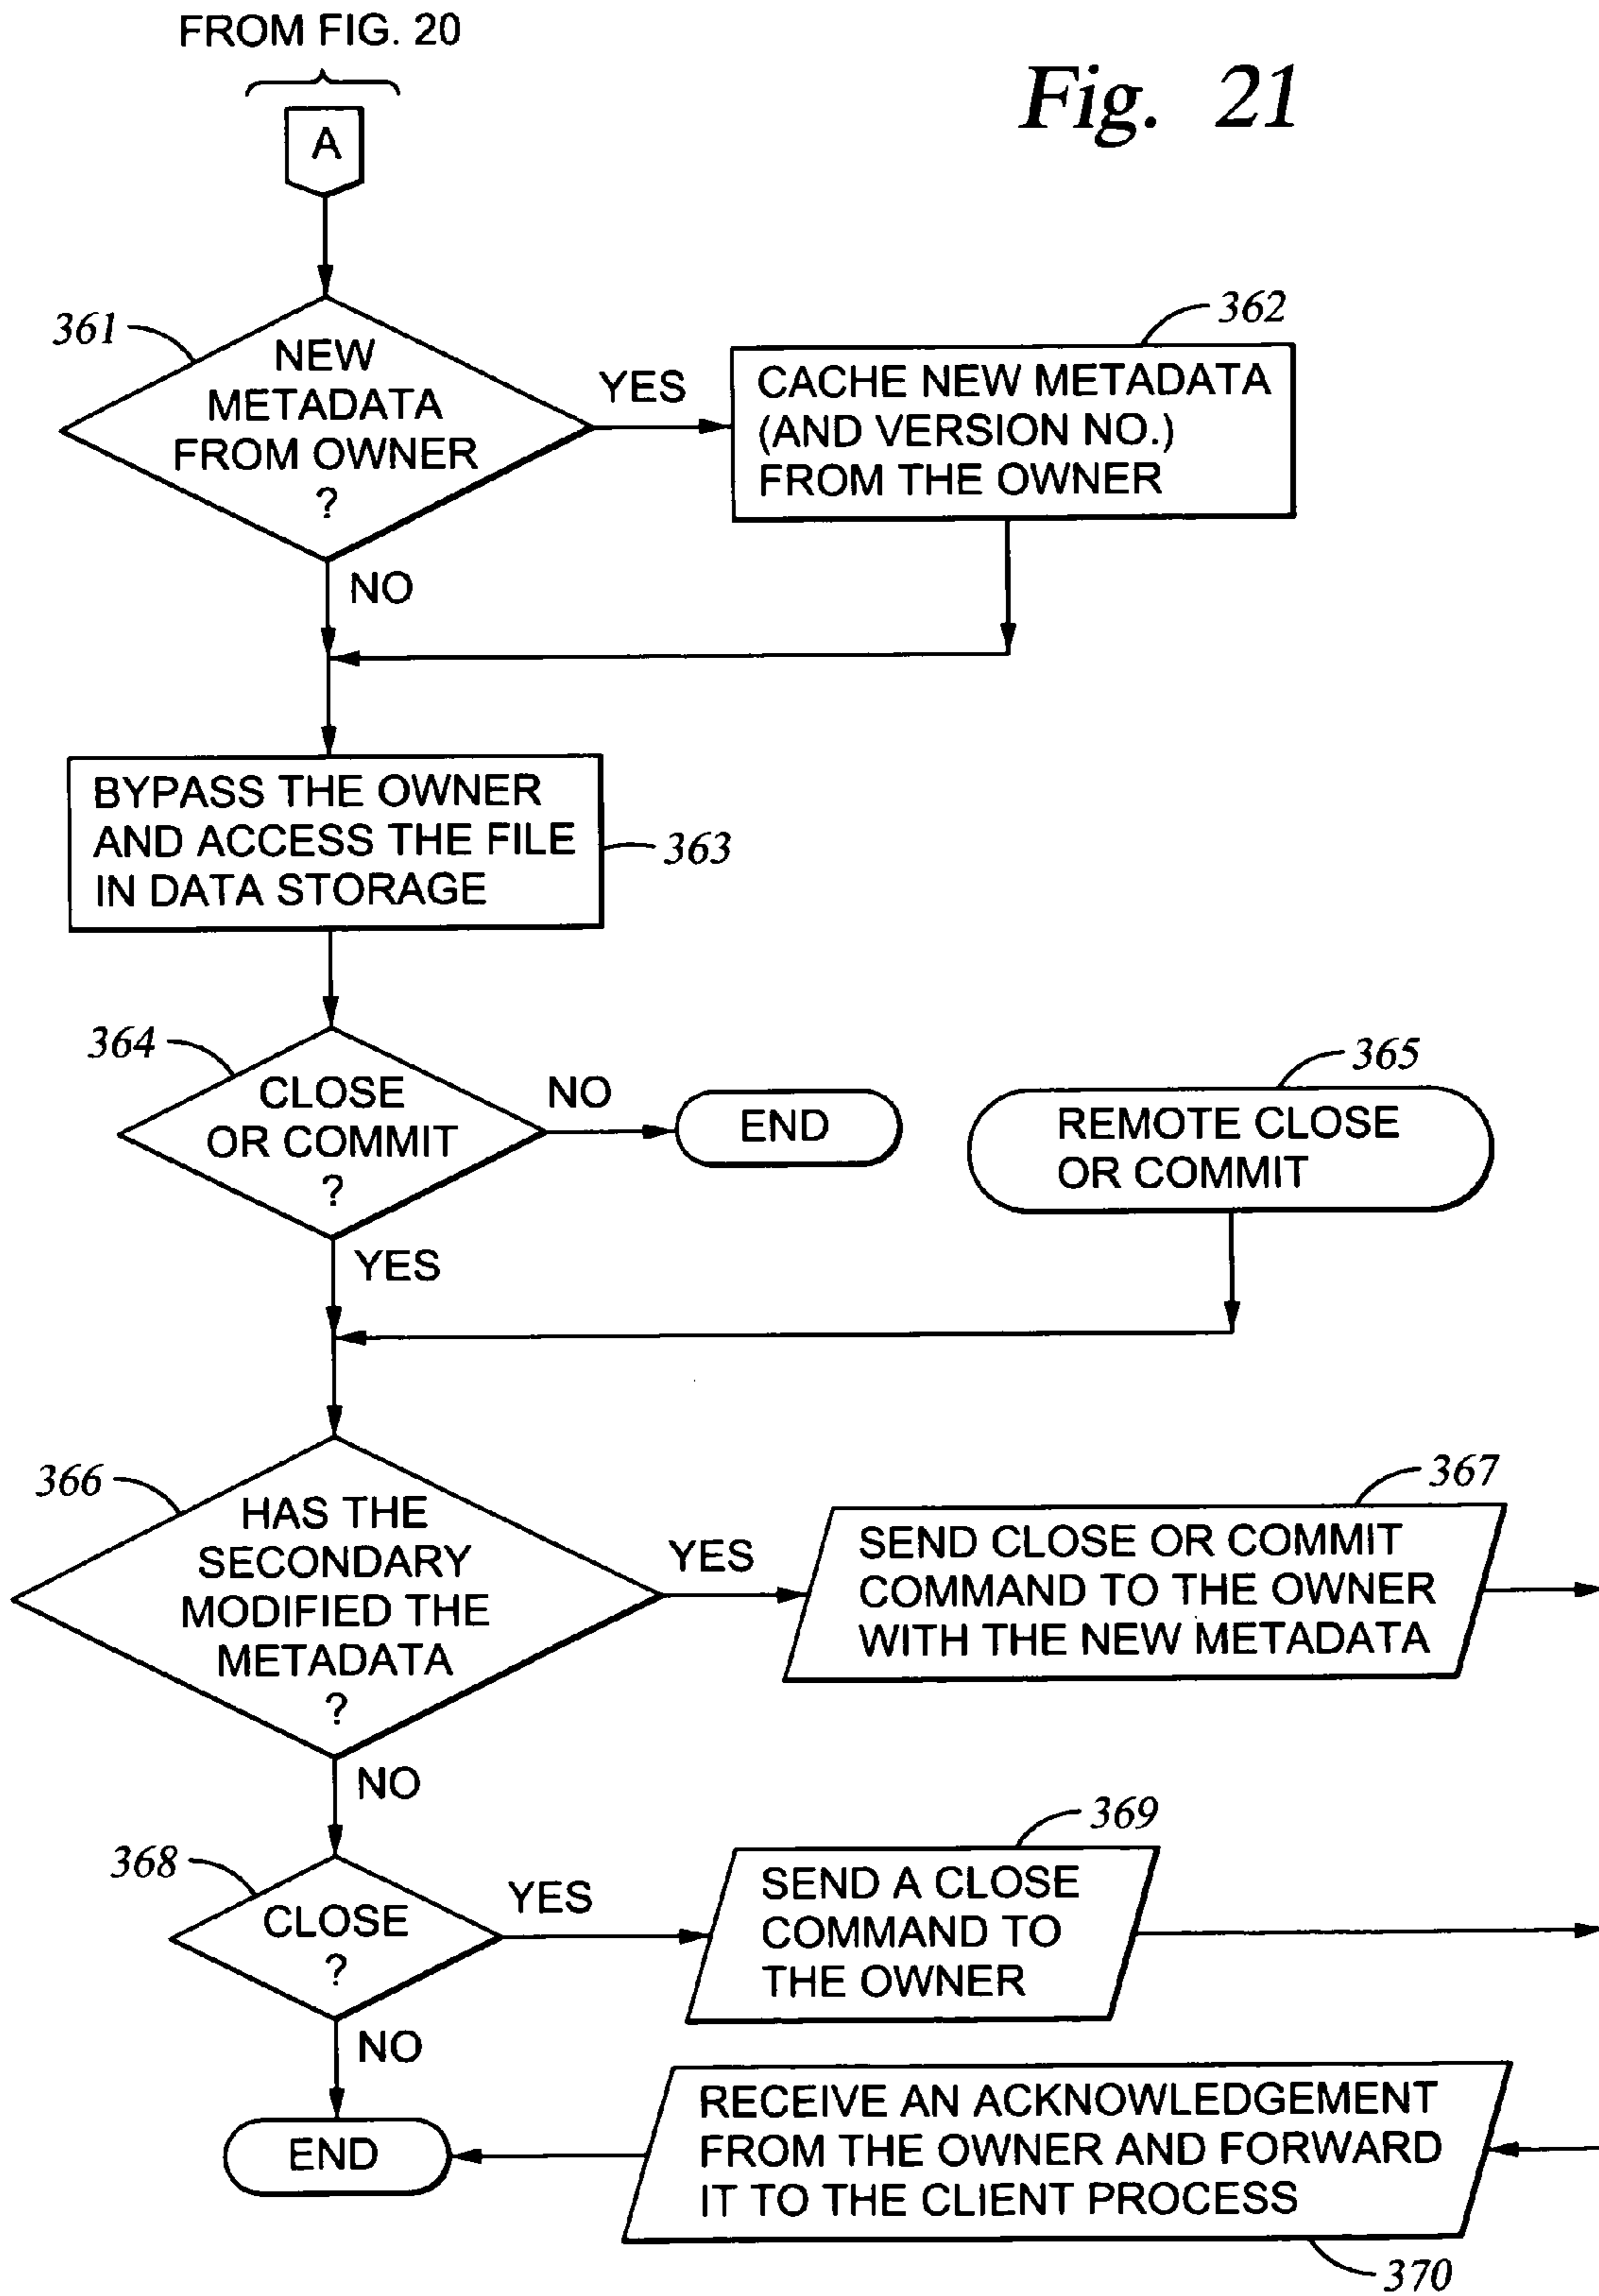 FROM FIG. 20
Fig. 21
A
361
NEW
METADATA
FROM OWNER
?
YES
362
CACHE NEW METADATA
(AND VERSION NO.)
FROM THE OWNER
NO
BYPASS THE OWNER
AND ACCESS THE FILE
IN DATA STORAGE
363
364
CLOSE
OR COMMIT
?
NO
END
365
REMOTE CLOSE
OR COMMIT
YES
366
HAS THE
SECONDARY
MODIFIED THE
METADATA
?
YES
367
SEND CLOSE OR COMMIT
COMMAND TO THE OWNER
WITH THE NEW METADATA
NO
368
CLOSE
?
YES
369
SEND A CLOSE
COMMAND TO
THE OWNER
NO
END
RECEIVE AN ACKNOWLEDGEMENT
FROM THE OWNER AND FORWARD
IT TO THE CLIENT PROCESS
370